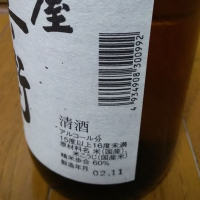 屋
衛
4934908300992
清酒
アルコール分
15度以上16度未満
原材料名 米(国産)、
米こうじ(国産米)
精米歩合 60%
製造年月 02.11